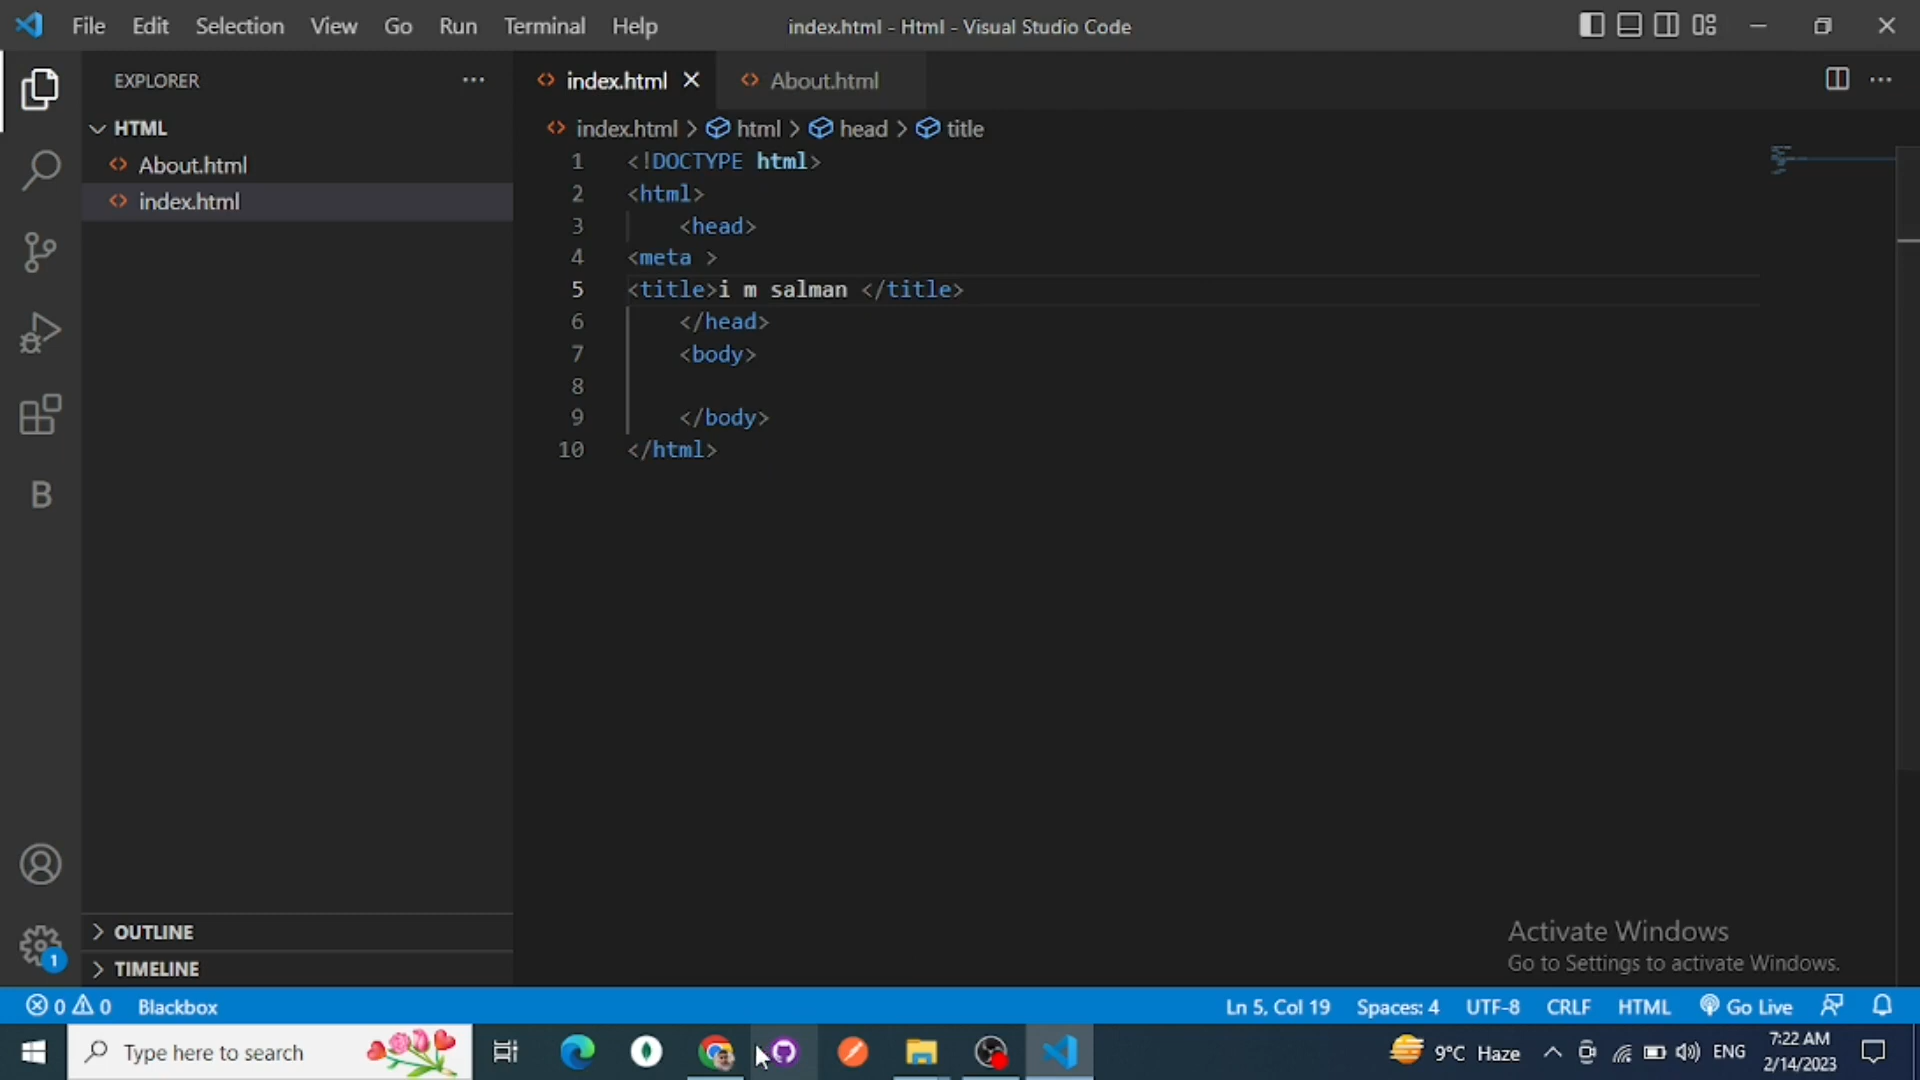 File Edit Selection View Go Run Terminal Help
index.html - Html - Visual Studio Code
EXPLORER
HTML
About.html
index.html
OUTLINE
TIMELINE
index.html
About.html
index.html > html > head > title
1 <!DOCTYPE html>
2 <html>
3 <head>
4 <meta >
5 <title>i m salman </title>
6 </head>
7 <body>
8
9 </body>
10 </html>
B
1
Activate Windows
Go to Settings to activate Windows.
0 0 Blackbox
Ln 5, Col 19 Spaces: 4 UTF-8 CRLF HTML Go Live
Type here to search
9°C Haze
ENG
7:22 AM
2/14/2023